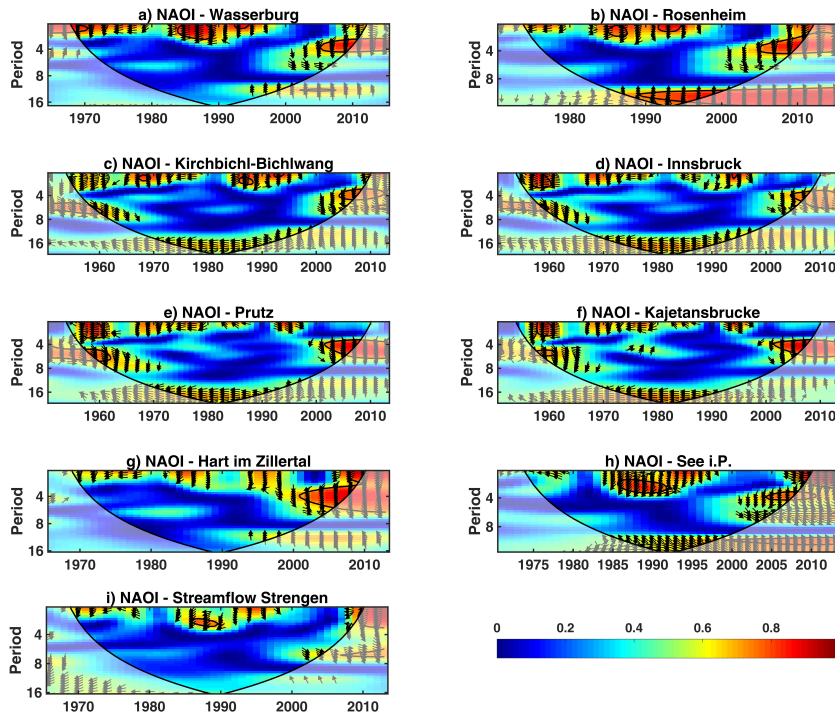 a) NAOI - Wasserburg
Period
4
8
16
1970 1980 1990 2000 2010
b) NAOI - Rosenheim
Period
4
8
1980 1990 2000 2010
c) NAOI - Kirchbichl-Bichlwang
Period
4
8
16
1960 1970 1980 1990 2000 2010
d) NAOI - Innsbruck
Period
4
8
16
1960 1970 1980 1990 2000 2010
e) NAOI - Prutz
Period
4
8
16
1960 1970 1980 1990 2000 2010
f) NAOI - Kajetansbrucke
Period
4
8
16
1960 1970 1980 1990 2000 2010
g) NAOI - Hart im Zillertal
Period
4
8
16
1970 1980 1990 2000 2010
h) NAOI - See i.P.
Period
4
8
1975 1980 1985 1990 1995 2000 2005 2010
i) NAOI - Streamflow Strengen
Period
4
8
16
1970 1980 1990 2000 2010
0 0.2 0.4 0.6 0.8